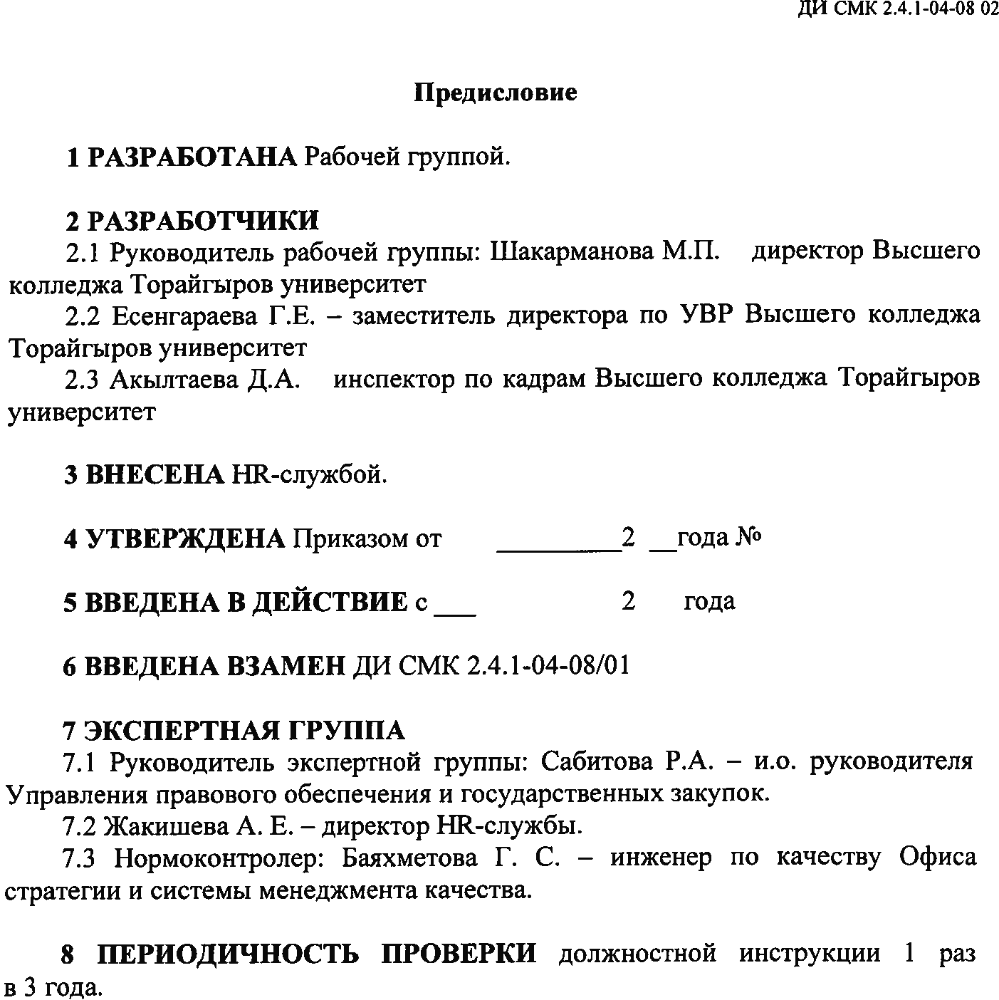 ДИ СМК 2.4.1-04-08 02
Предисловие
1 РАЗРАБОТАНА Рабочей группой.
2 РАЗРАБОТЧИКИ
2.1 Руководитель рабочей группы: Шакарманова М.П. директор Высшего
колледжа Торайгыров университет
2.2 Есенгараева Г.Е. – заместитель директора по УВР Высшего колледжа
Торайгыров университет
2.3 Акылтаева Д.А. инспектор по кадрам Высшего колледжа Торайгыров
университет
3 ВНЕСЕНА HR-службой.
4 УТВЕРЖДЕНА Приказом от _________2 __года №
5 ВВЕДЕНА В ДЕЙСТВИЕ с ___ 2 года
6 ВВЕДЕНА ВЗАМЕН ДИ СМК 2.4.1-04-08/01
7 ЭКСПЕРТНАЯ ГРУППА
7.1 Руководитель экспертной группы: Сабитова Р.А. – и.о. руководителя
Управления правового обеспечения и государственных закупок.
7.2 Жакишева А. Е. – директор HR-службы.
7.3 Нормоконтролер: Баяхметова Г. С. – инженер по качеству Офиса
стратегии и системы менеджмента качества.
8 ПЕРИОДИЧНОСТЬ ПРОВЕРКИ должностной инструкции 1 раз
в 3 года.